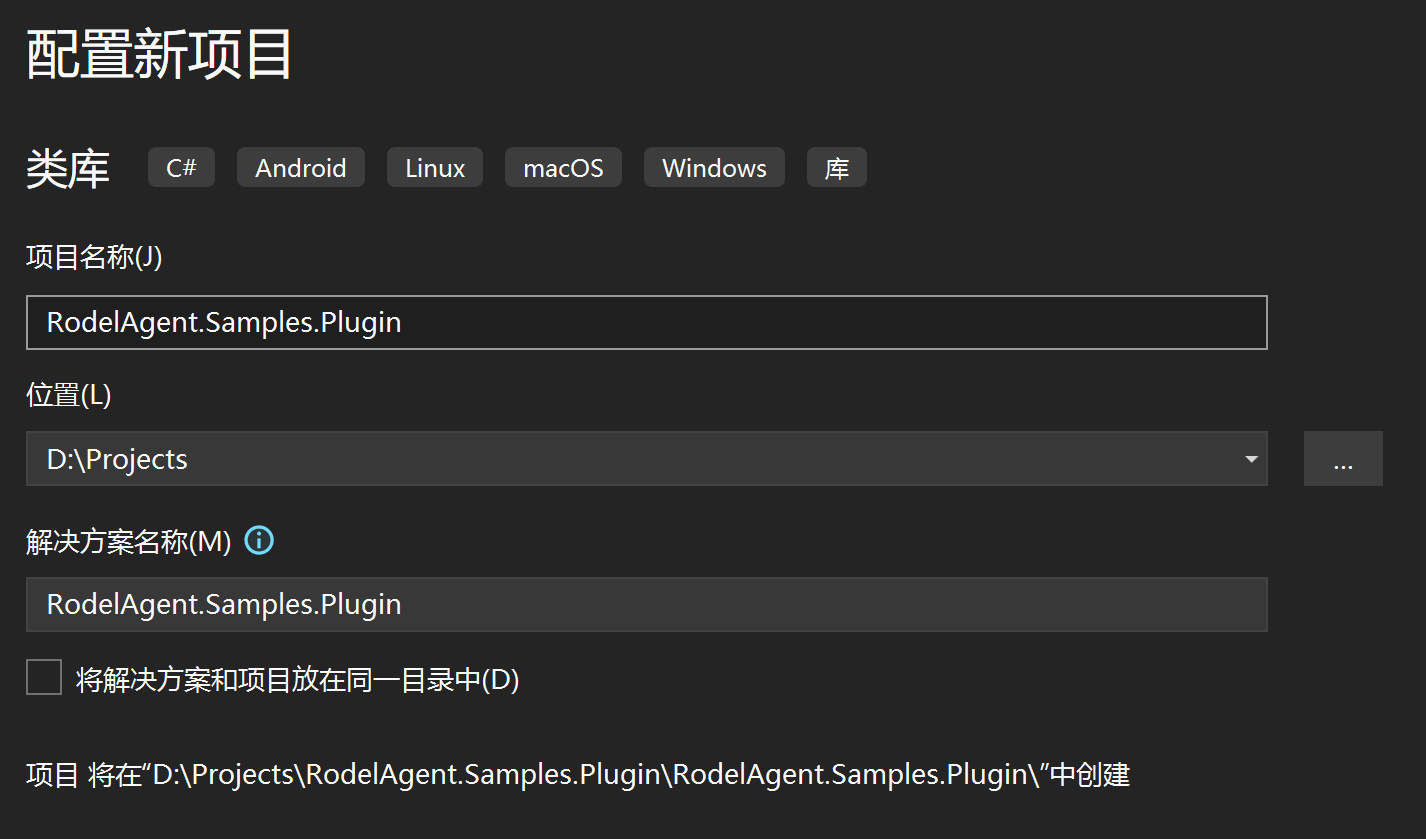 配置新项目
类库 C# Android Linux macOS Windows 库
项目名称(J)
RodelAgent.Samples.Plugin
位置(L)
D:\Projects ...
解决方案名称(M)
RodelAgent.Samples.Plugin
将解决方案和项目放在同一目录中(D)
项目 将在“D:\Projects\RodelAgent.Samples.Plugin\RodelAgent.Samples.Plugin\”中创建